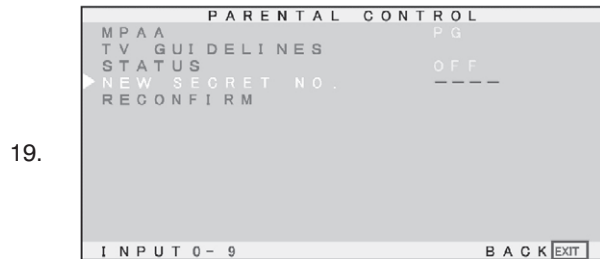 PARENTAL CONTROL
MPAA PG
TV GUIDELINES
STATUS OFF
NEW SECRET NO. ----
RECONFIRM
19.
INPUT 0-9 BACK EXIT